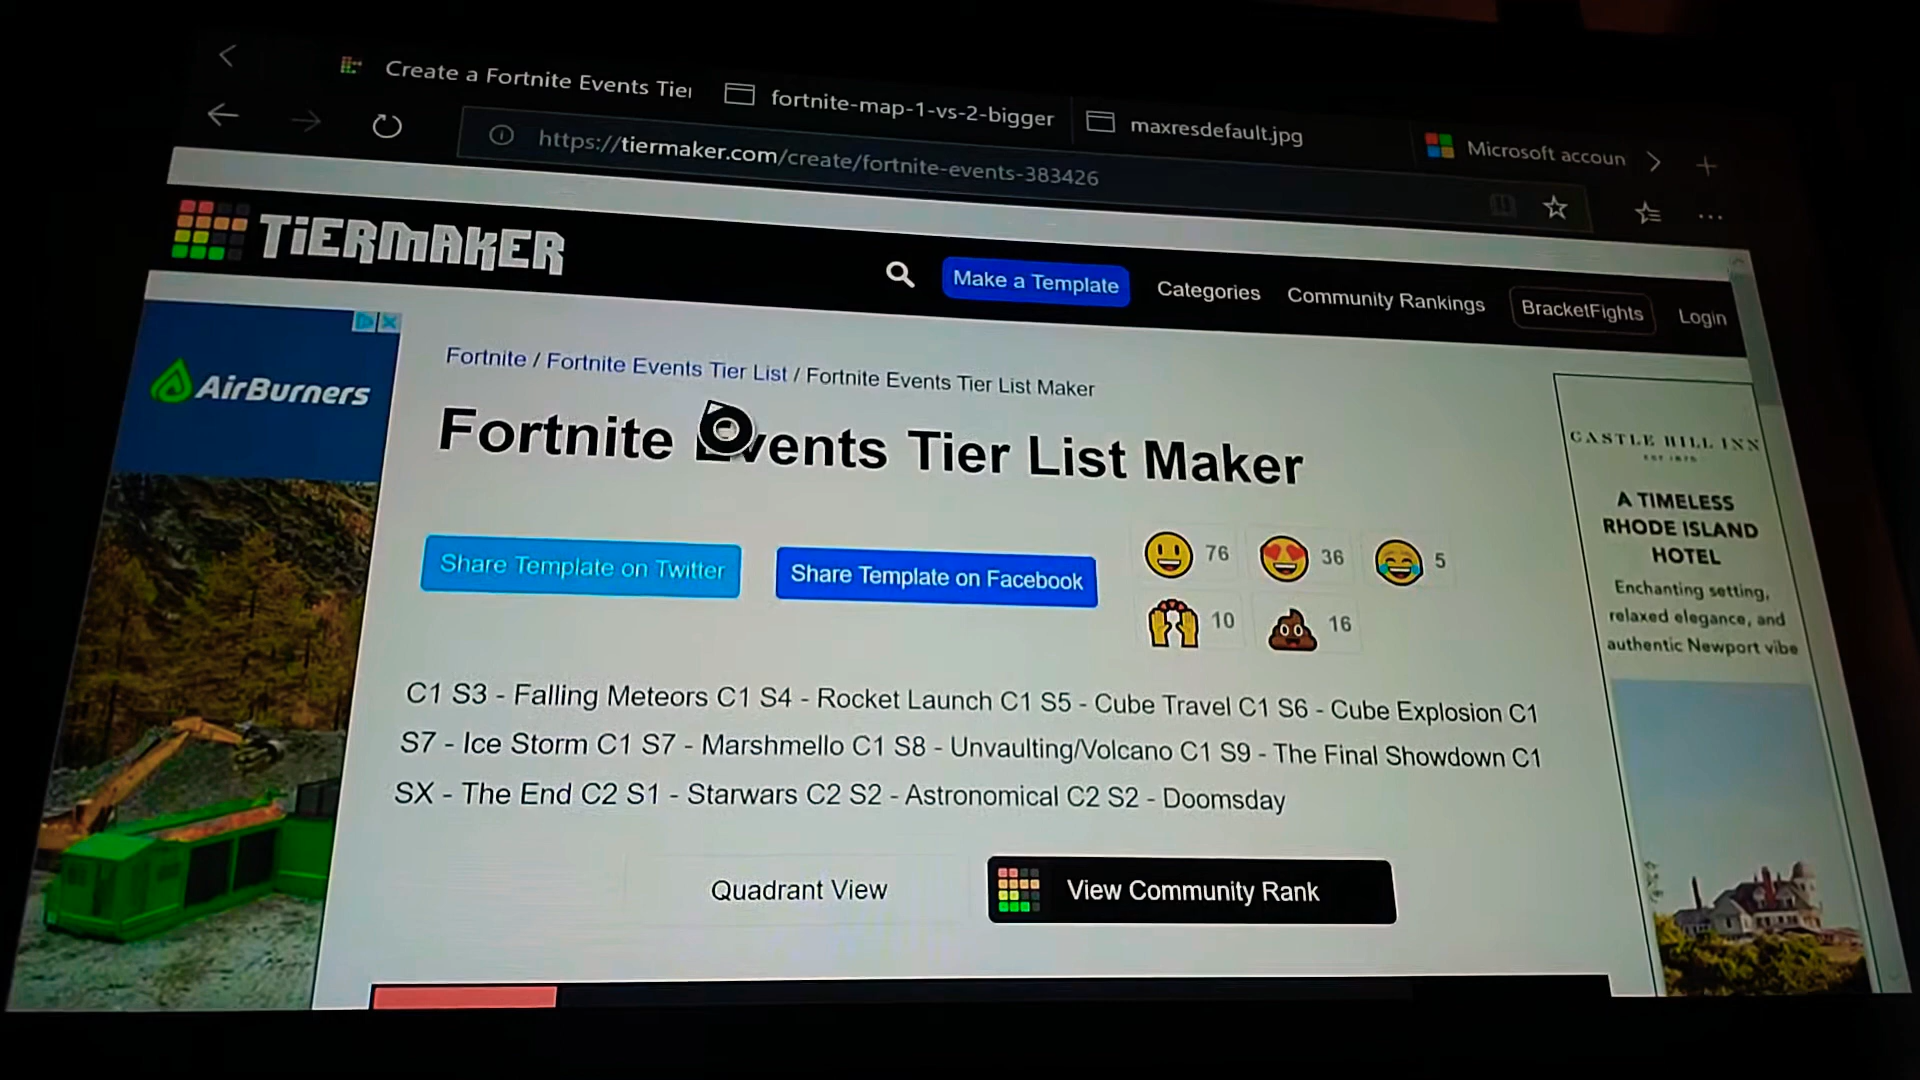 Create a Fortnite Events Tier
fortnite-map-1-vs-2-bigger
maxresdefault.jpg
Microsoft accoun
https://tiermaker.com/create/fortnite-events-383426
TiERMAKER
Make a Template
Categories
Community Rankings
BracketFights
Login
AirBurners
Fortnite / Fortnite Events Tier List / Fortnite Events Tier List Maker
Fortnite Events Tier List Maker
Share Template on Twitter
Share Template on Facebook
76
36
5
10
16
C1 S3 - Falling Meteors C1 S4 - Rocket Launch C1 S5 - Cube Travel C1 S6 - Cube Explosion C1
S7 - Ice Storm C1 S7 - Marshmello C1 S8 - Unvaulting/Volcano C1 S9 - The Final Showdown C1
SX - The End C2 S1 - Starwars C2 S2 - Astronomical C2 S2 - Doomsday
Quadrant View
View Community Rank
CASTLE HILL INN
A TIMELESS
RHODE ISLAND
HOTEL
Enchanting setting,
relaxed elegance, and
authentic Newport vibe